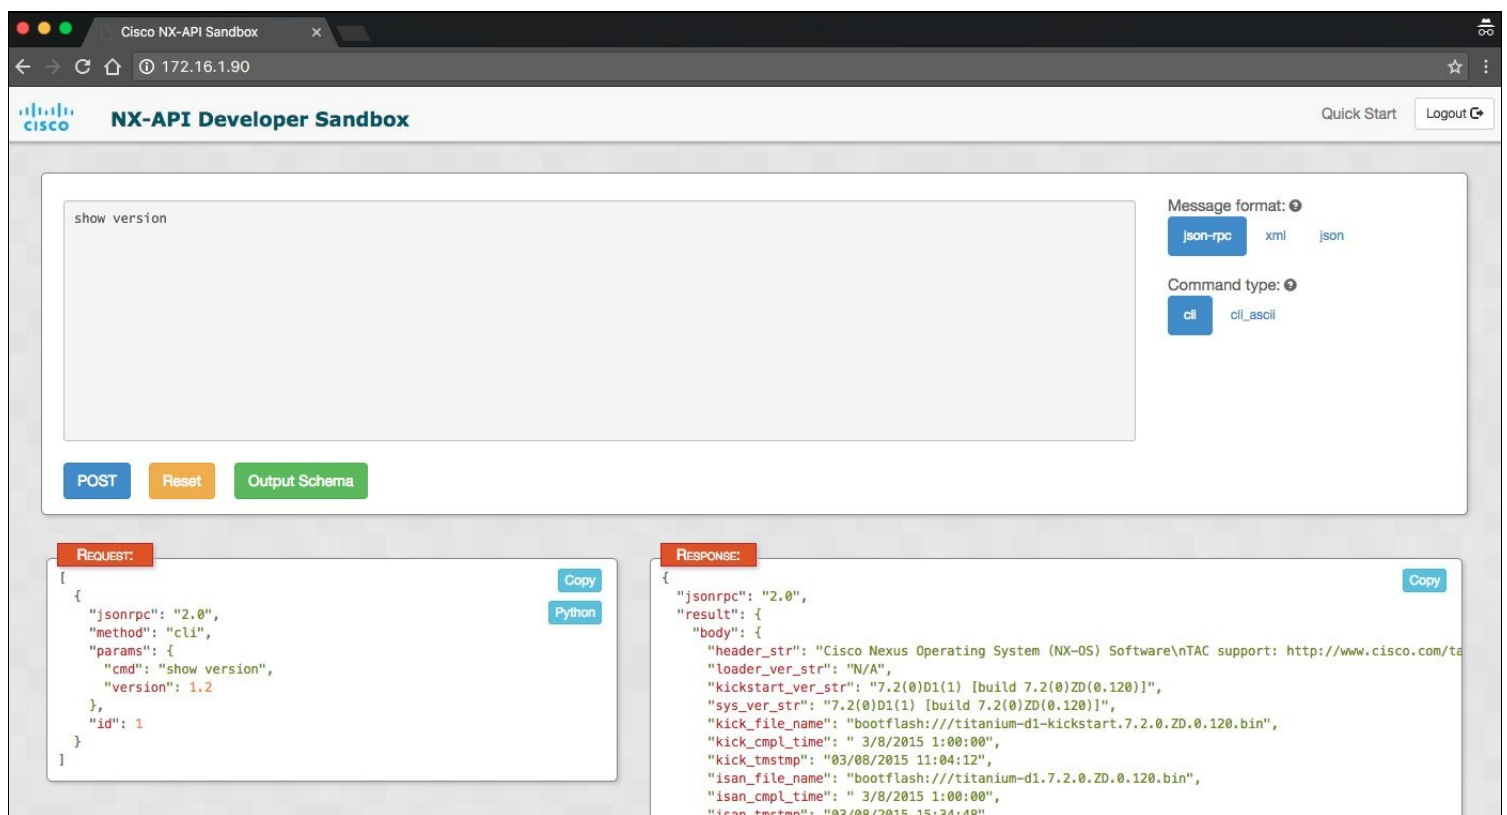 Cisco NX-API Sandbox
172.16.1.90
CISCO
NX-API Developer Sandbox
Quick Start
Logout
show version
Message format:
json-rpc xml json
Command type:
cli cli_ascii
POST Reset Output Schema
REQUEST:
Copy
Python
[
  {
    "jsonrpc": "2.0",
    "method": "cli",
    "params": {
      "cmd": "show version",
      "version": 1.2
    },
    "id": 1
  }
]
RESPONSE:
Copy
{
  "jsonrpc": "2.0",
  "result": {
    "body": {
      "header_str": "Cisco Nexus Operating System (NX-OS) Software\nTAC support: http://www.cisco.com/ta
      "loader_ver_str": "N/A",
      "kickstart_ver_str": "7.2(0)D1(1) [build 7.2(0)ZD(0.120)]",
      "sys_ver_str": "7.2(0)D1(1) [build 7.2(0)ZD(0.120)]",
      "kick_file_name": "bootflash:///titanium-d1-kickstart.7.2.0.ZD.0.120.bin",
      "kick_cmpl_time": " 3/8/2015 1:00:00",
      "kick_tmstmp": "03/08/2015 11:04:12",
      "isan_file_name": "bootflash:///titanium-d1.7.2.0.ZD.0.120.bin",
      "isan_cmpl_time": " 3/8/2015 1:00:00",
      "isan_tmstmp": "03/08/2015 15:34:48"